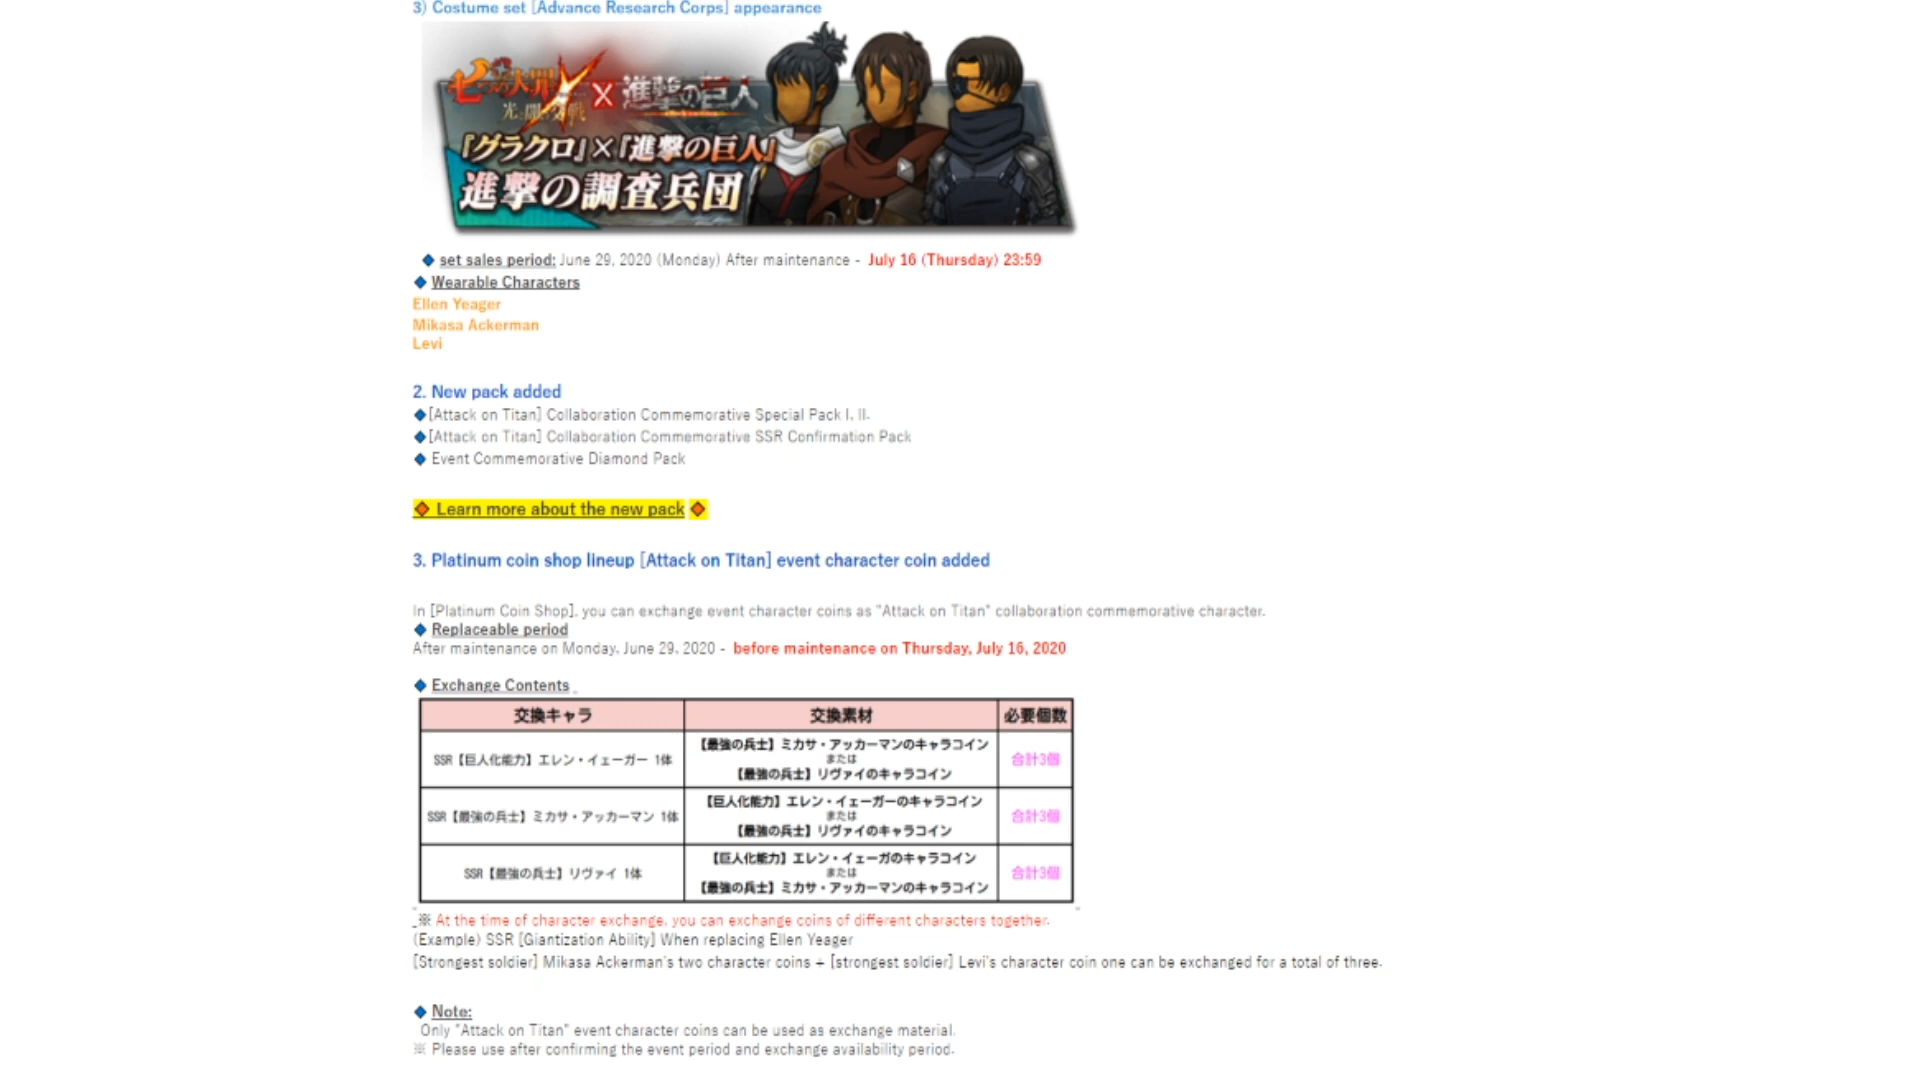 3) Costume set [Advance Research Corps] appearance
七つの大罪 × 進撃の巨人
光と闇の交戦
『グラクロ』×『進撃の巨人』
進撃の調査兵団
◆ set sales period: June 29, 2020 (Monday) After maintenance - July 16 (Thursday) 23:59
◆ Wearable Characters
Ellen Yeager
Mikasa Ackerman
Levi
2. New pack added
◆[Attack on Titan] Collaboration Commemorative Special Pack I, II.
◆[Attack on Titan] Collaboration Commemorative SSR Confirmation Pack
◆ Event Commemorative Diamond Pack
◆ Learn more about the new pack ◆
3. Platinum coin shop lineup [Attack on Titan] event character coin added
In [Platinum Coin Shop], you can exchange event character coins as "Attack on Titan" collaboration commemorative character.
◆ Replaceable period
After maintenance on Monday, June 29, 2020 - before maintenance on Thursday, July 16, 2020
◆ Exchange Contents
交換キャラ 交換素材 必要個数
【最強の兵士】ミカサ・アッカーマンのキャラコイン
SSR【巨人化能力】エレン・イェーガー 1体 または 合計3個
【最強の兵士】リヴァイのキャラコイン
【巨人化能力】エレン・イェーガーのキャラコイン
SSR【最強の兵士】ミカサ・アッカーマン 1体 または 合計3個
【最強の兵士】リヴァイのキャラコイン
【巨人化能力】エレン・イェーガのキャラコイン
SSR【最強の兵士】リヴァイ 1体 または 合計3個
【最強の兵士】ミカサ・アッカーマンのキャラコイン
※ At the time of character exchange, you can exchange coins of different characters together.
(Example) SSR [Giantization Ability] When replacing Ellen Yeager
[Strongest soldier] Mikasa Ackerman's two character coins + [strongest soldier] Levi's character coin one can be exchanged for a total of three.
◆ Note:
Only "Attack on Titan" event character coins can be used as exchange material.
※ Please use after confirming the event period and exchange availability period.